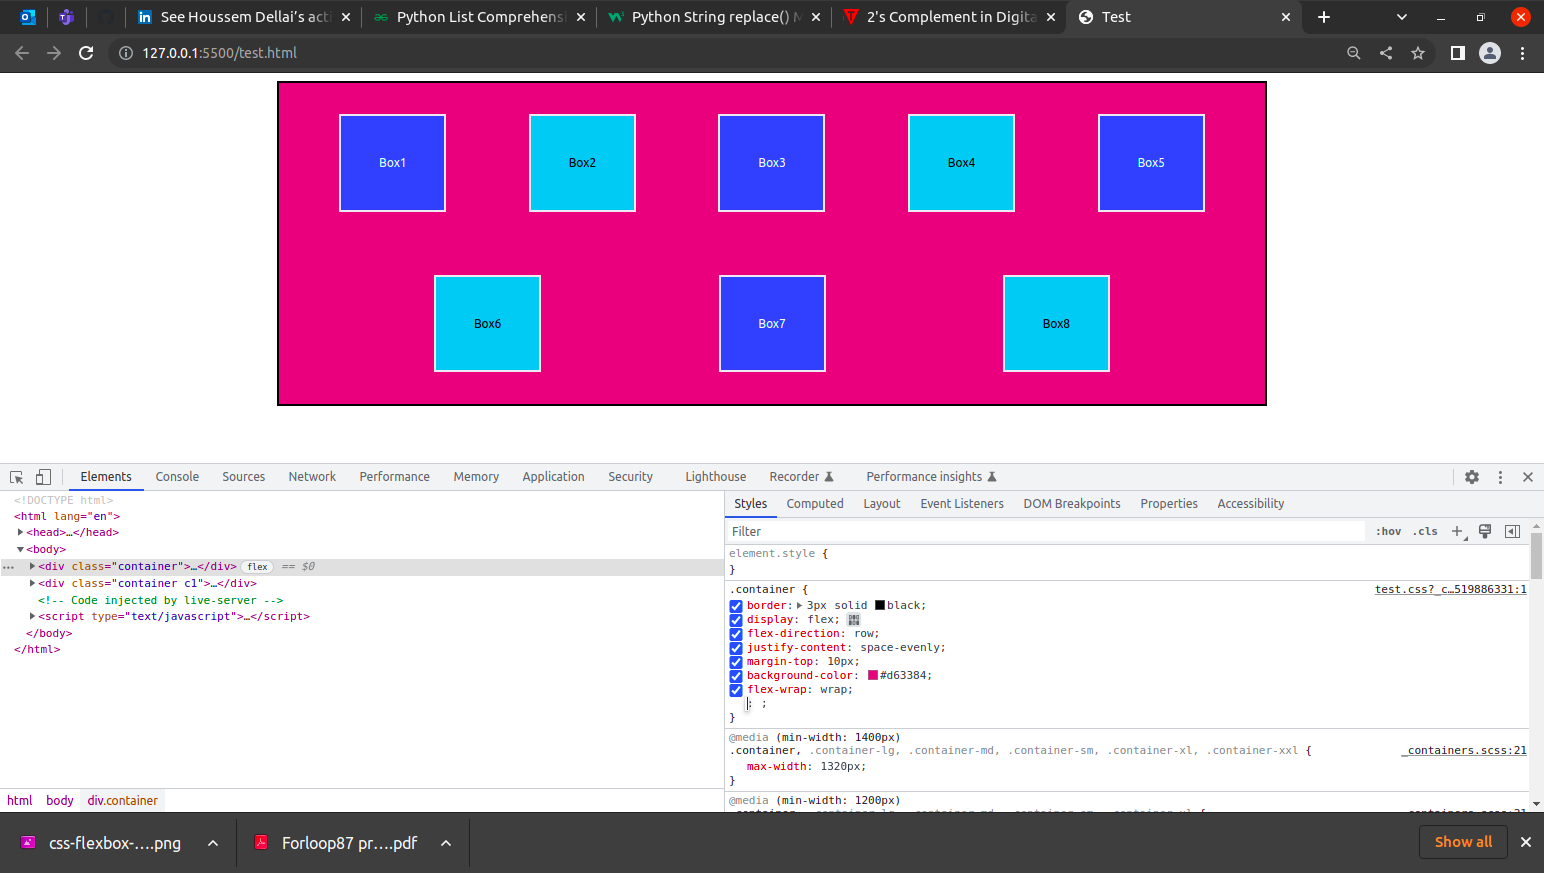 See Houssem Dellai's acti
Python List Comprehensi
Python String replace() M
2's Complement in Digita
Test
127.0.0.1:5500/test.html
Box1 Box2 Box3 Box4 Box5
Box6 Box7 Box8
Elements Console Sources Network Performance Memory Application Security Lighthouse Recorder Performance insights
<!DOCTYPE html>
<html lang="en">
<head>…</head>
<body>
<div class="container">…</div> flex == $0
<div class="container c1">…</div>
<!-- Code injected by live-server -->
<script type="text/javascript">…</script>
</body>
</html>
html body div.container
Styles Computed Layout Event Listeners DOM Breakpoints Properties Accessibility
Filter :hov .cls
element.style {
}
.container { test.css?_c…519886331:1
border: 3px solid black;
display: flex;
flex-direction: row;
justify-content: space-evenly;
margin-top: 10px;
background-color: #d63384;
flex-wrap: wrap;
: ;
}
@media (min-width: 1400px)
.container, .container-lg, .container-md, .container-sm, .container-xl, .container-xxl { _containers.scss:21
max-width: 1320px;
}
@media (min-width: 1200px)
css-flexbox-....png
Forloop87 pr....pdf
Show all